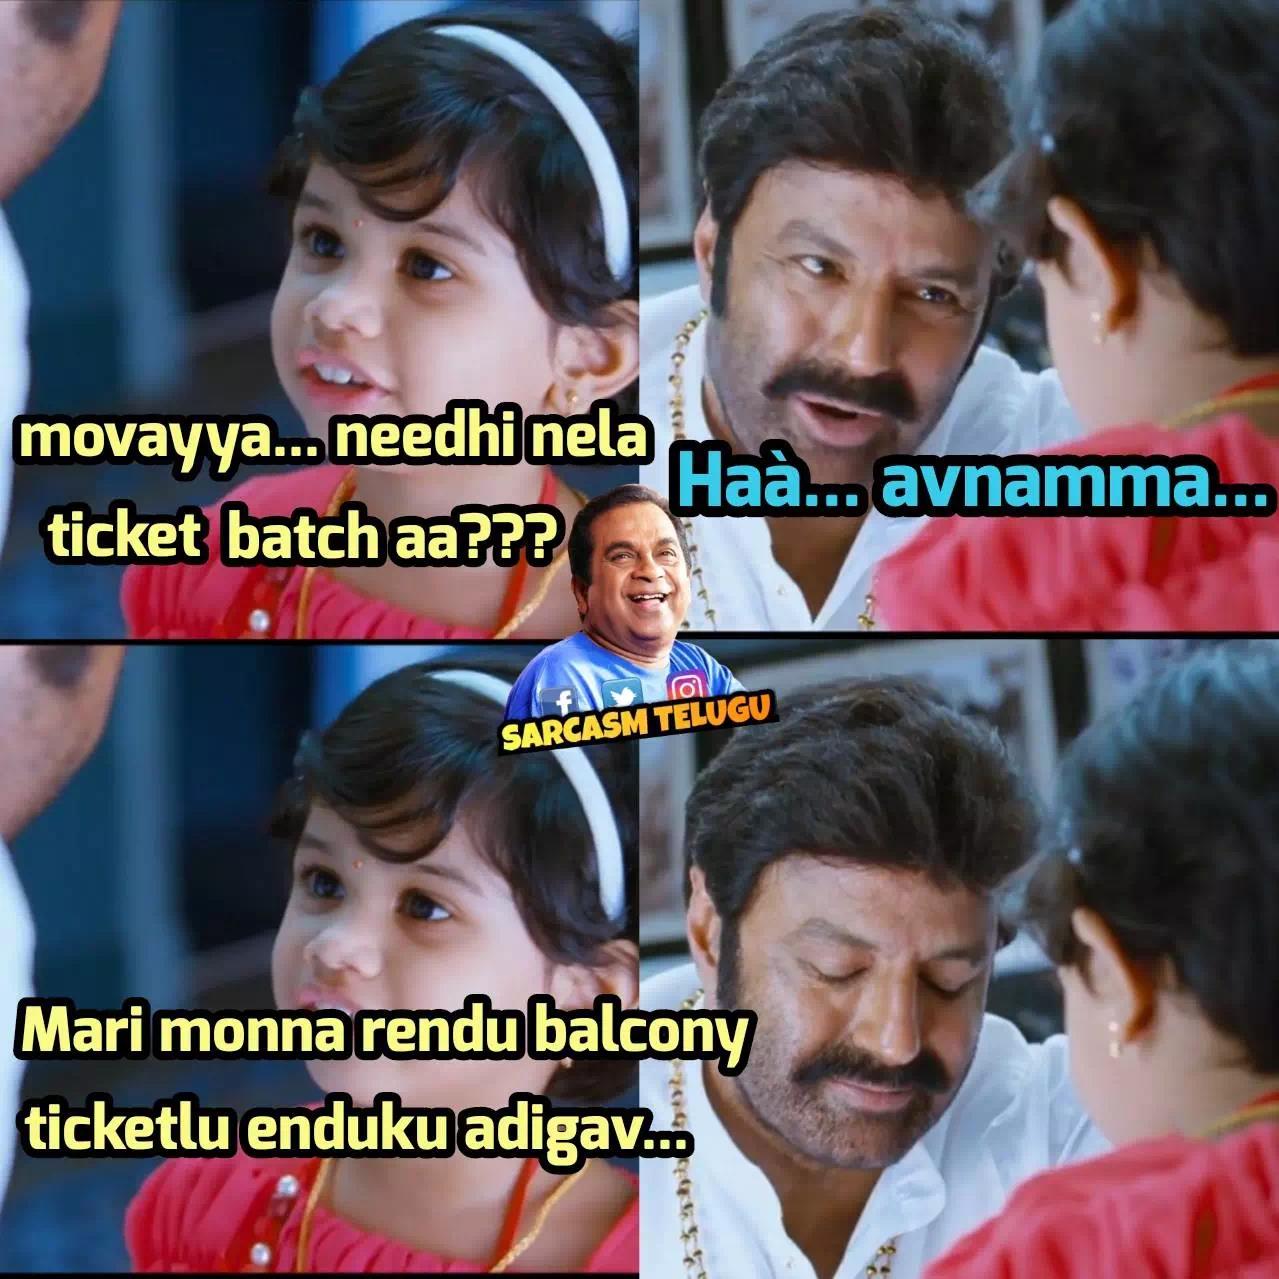 movayya... needhi nela
ticket batch aa???
Haà... avnamma...
SARCASM TELUGU
Mari monna rendu balcony
ticketlu enduku adigav...